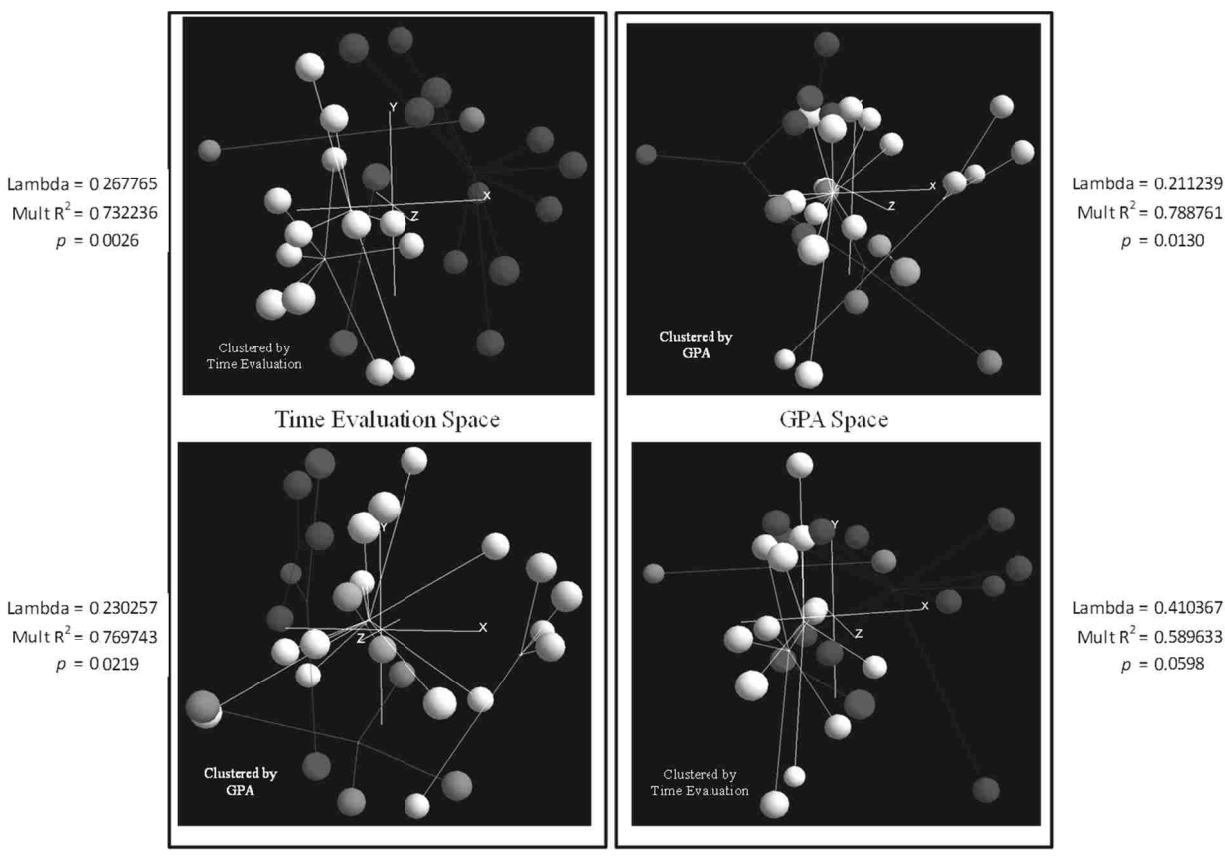 Lambda = 0.267765
Mult R² = 0.732236
p = 0.0026
Y
X
Z
Clustered by
Time Evaluation
Time Evaluation Space
X
Z
Clustered by
GPA
GPA Space
Lambda = 0.211239
Mult R² = 0.788761
p = 0.0130
Lambda = 0.230257
Mult R² = 0.769743
p = 0.0219
Y
X
Z
Clustered by
GPA
Y
X
Z
Clustered by
Time Evaluation
Lambda = 0.410367
Mult R² = 0.589633
p = 0.0598